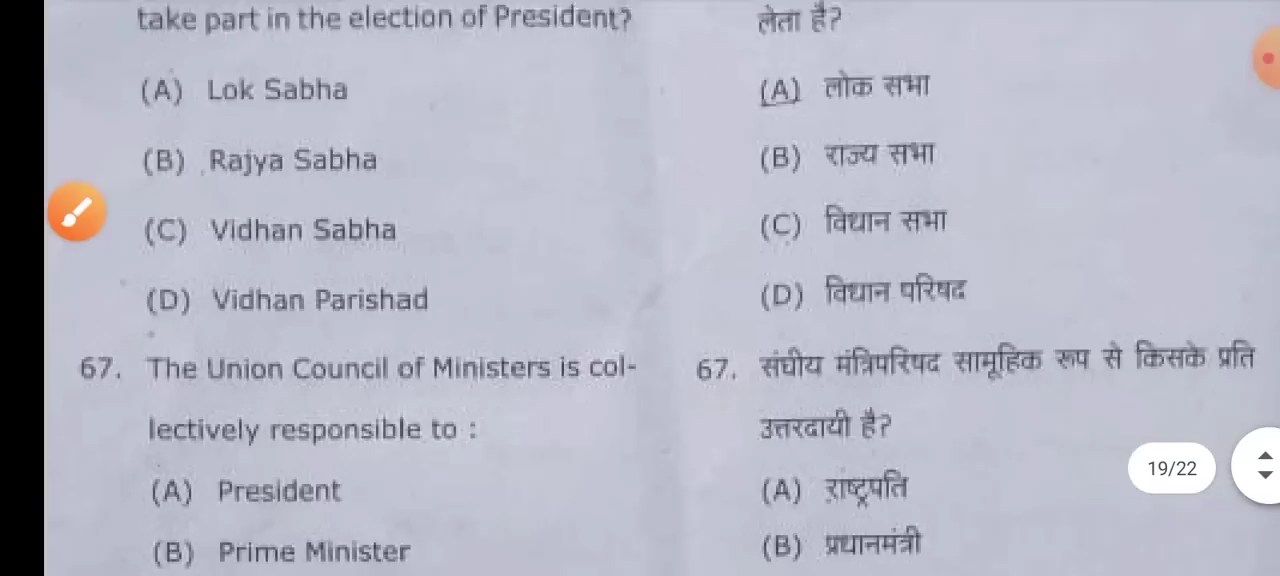 take part in the election of President?
(A) Lok Sabha
(B) Rajya Sabha
(C) Vidhan Sabha
(D) Vidhan Parishad
67. The Union Council of Ministers is col-
lectively responsible to :
(A) President
(B) Prime Minister
लेता है?
(A) लोक सभा
(B) राज्य सभा
(C) विधान सभा
(D) विधान परिषद
67. संघीय मंत्रिपरिषद सामूहिक रूप से किसके प्रति
उत्तरदायी है?
(A) राष्ट्रपति
(B) प्रधानमंत्री
19/22